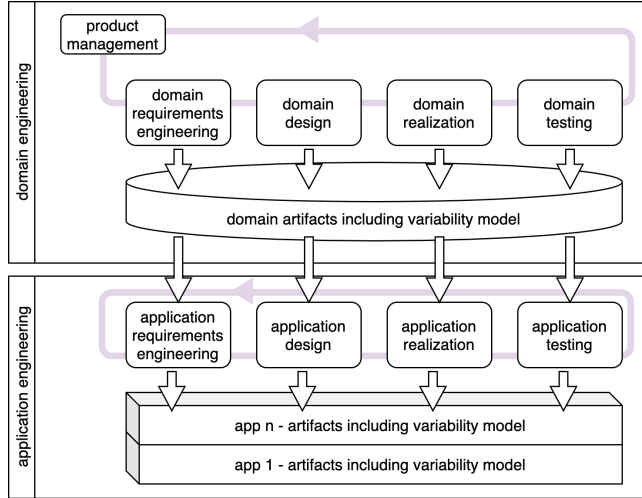 domain engineering
product
management
domain
requirements
engineering
domain
design
domain
realization
domain
testing
domain artifacts including variability model
application engineering
application
requirements
engineering
application
design
application
realization
application
testing
app n - artifacts including variability model
app 1 - artifacts including variability model